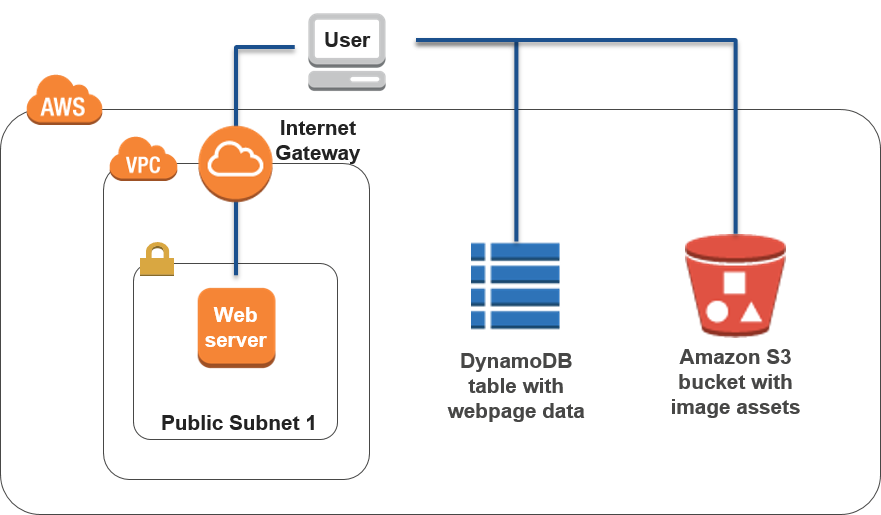 User
AWS
Internet
Gateway
VPC
Web
server
Public Subnet 1
DynamoDB
table with
webpage data
Amazon S3
bucket with
image assets